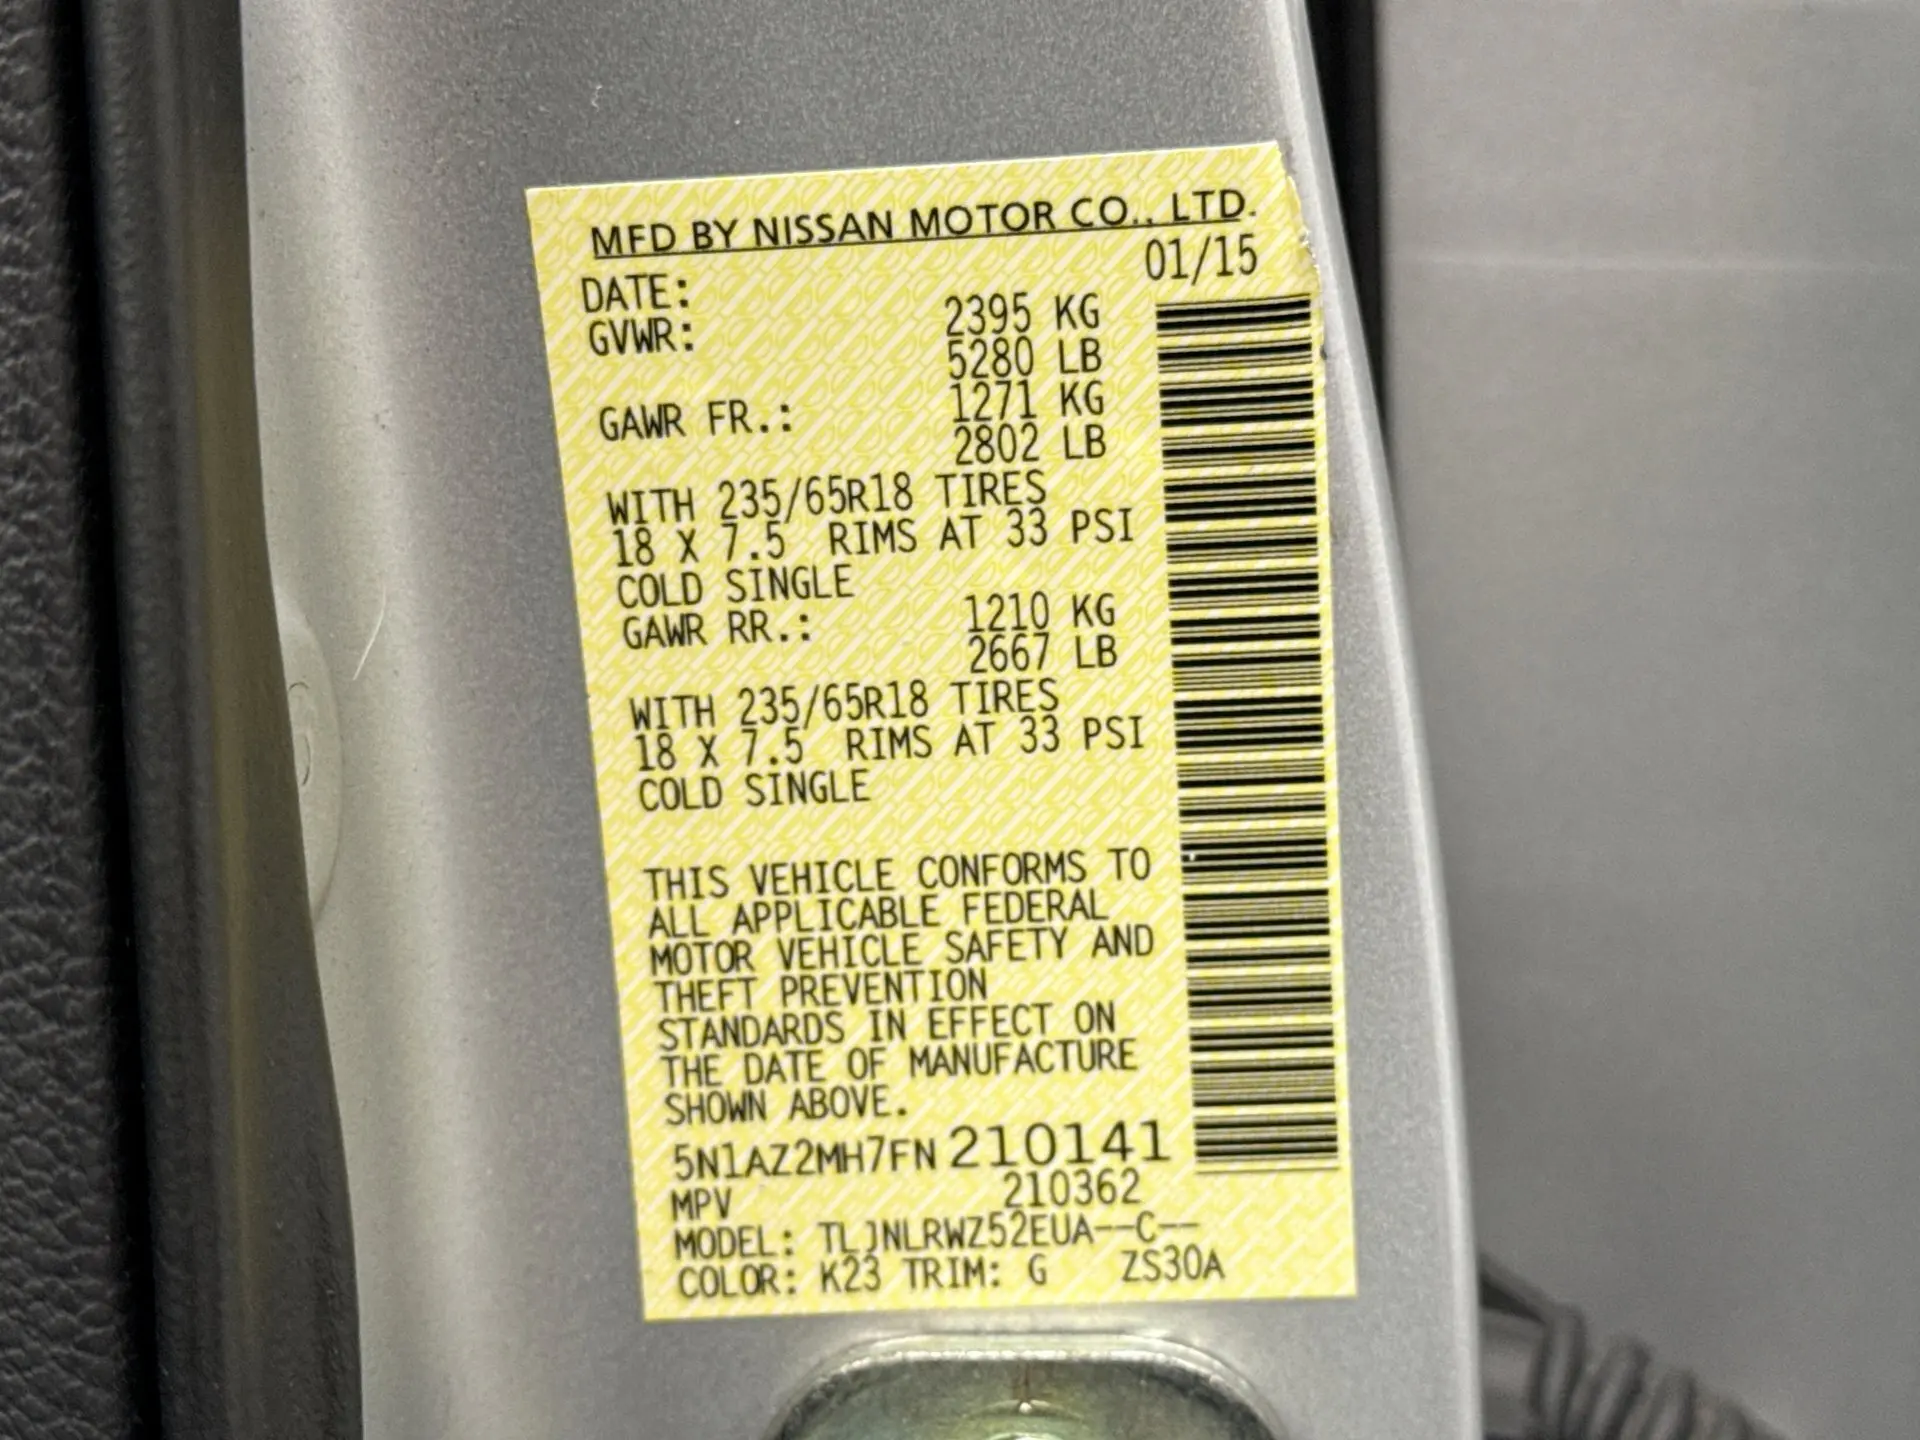 MFD BY NISSAN MOTOR CO., LTD.
DATE: 01/15
GVWR: 2395 KG
5280 LB
GAWR FR.: 1271 KG
2802 LB
WITH 235/65R18 TIRES
18 X 7.5 RIMS AT 33 PSI
COLD SINGLE
GAWR RR.: 1210 KG
2667 LB
WITH 235/65R18 TIRES
18 X 7.5 RIMS AT 33 PSI
COLD SINGLE
THIS VEHICLE CONFORMS TO
ALL APPLICABLE FEDERAL
MOTOR VEHICLE SAFETY AND
THEFT PREVENTION
STANDARDS IN EFFECT ON
THE DATE OF MANUFACTURE
SHOWN ABOVE.
5N1AZ2MH7FN 210141
MPV 210362
MODEL: TLJNLRWZ52EUA--C--
COLOR: K23 TRIM: G ZS30A